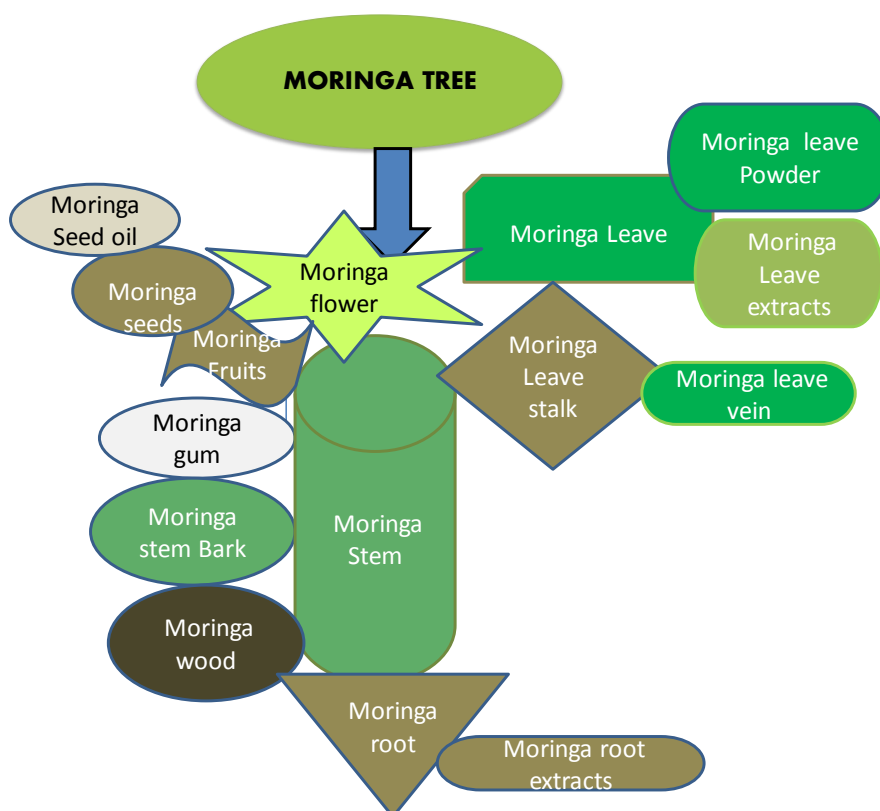 MORINGA TREE
Moringa leave
Powder
Moringa
Seed oil
Moringa Leave
Moringa
Leave
extracts
Moringa
flower
Moringa
seeds
Moringa
Fruits
Moringa
Leave
stalk
Moringa leave
vein
Moringa
gum
Moringa
stem Bark
Moringa
Stem
Moringa
wood
Moringa
root
Moringa root
extracts